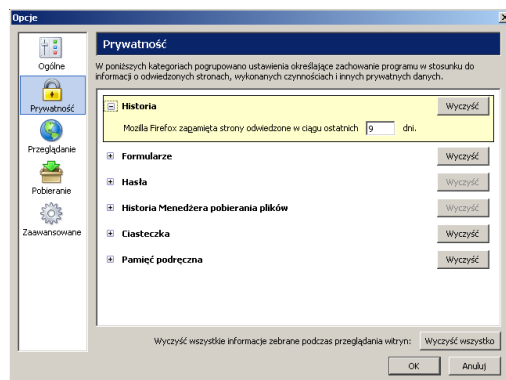 Opcje
Ogólne
Prywatność
Przeglądanie
Pobieranie
Zaawansowane
Prywatność
W poniższych kategoriach pogrupowano ustawienia określające zachowanie programu w stosunku do
informacji o odwiedzonych stronach, wykonanych czynnościach i innych prywatnych danych.
Historia Wyczyść
Mozilla Firefox zapamięta strony odwiedzone w ciągu ostatnich 9 dni.
Formularze Wyczyść
Hasła Wyczyść
Historia Menedżera pobierania plików Wyczyść
Ciasteczka Wyczyść
Pamięć podręczna Wyczyść
Wyczyść wszystkie informacje zebrane podczas przeglądania witryn: Wyczyść wszystko
OK Anuluj